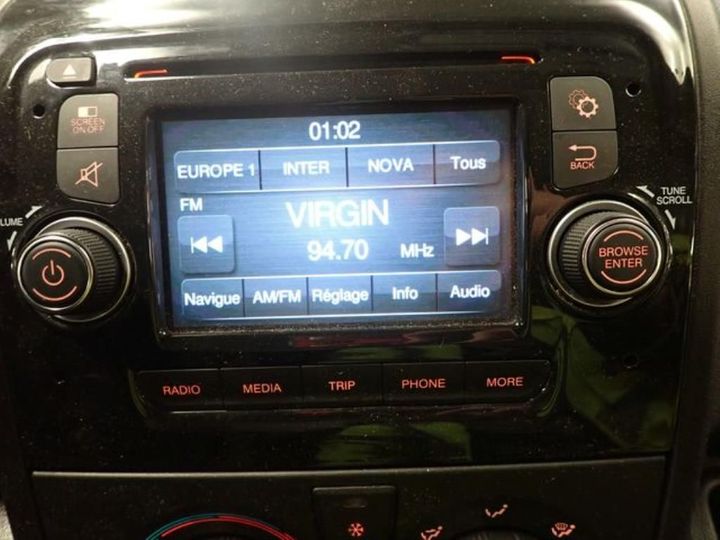 SCREEN
ON OFF
01:02
EUROPE 1 INTER NOVA Tous
BACK
FM
VIRGIN
94.70 MHz
TUNE
SCROLL
LUME
BROWSE
ENTER
Navigue AM/FM Réglage Info Audio
RADIO MEDIA TRIP PHONE MORE